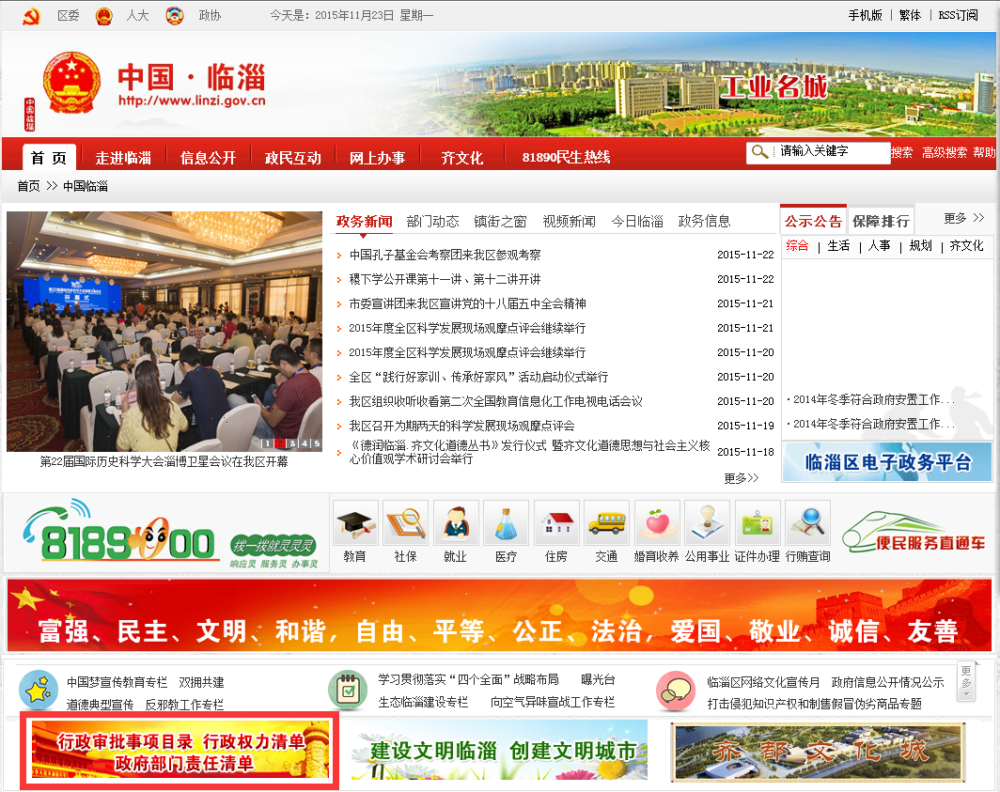 区委 人大 政协 今天是：2015年11月23日 星期一 手机版 | 繁体 | RSS订阅
中国·临淄
http://www.linzi.gov.cn
中国临淄
工业名城
首 页 走进临淄 信息公开 政民互动 网上办事 齐文化 81890民生热线 请输入关键字 搜索 高级搜索 帮助
首页 >> 中国临淄
第22届国际历史科学大会淄博卫星会议
开幕式
1 2 3 4 5
第22届国际历史科学大会淄博卫星会议在我区开幕
政务新闻 部门动态 镇街之窗 视频新闻 今日临淄 政务信息
中国孔子基金会考察团来我区参观考察 2015-11-22
稷下学公开课第十一讲、第十二讲开讲 2015-11-22
市委宣讲团来我区宣讲党的十八届五中全会精神 2015-11-21
2015年度全区科学发展现场观摩点评会继续举行 2015-11-21
2015年度全区科学发展现场观摩点评会继续举行 2015-11-20
全区“践行好家训、传承好家风”活动启动仪式举行 2015-11-20
我区组织收听收看第二次全国教育信息化工作电视电话会议 2015-11-20
我区召开为期两天的科学发展现场观摩点评会 2015-11-19
《德润临淄·齐文化道德丛书》发行仪式 暨齐文化道德思想与社会主义核
心价值观学术研讨会举行 2015-11-18
更多>>
公示公告 保障排行 更多 >>
综合 | 生活 | 人事 | 规划 | 齐文化
·2014年冬季符合政府安置工作...
·2014年冬季符合政府安置工作...
临淄区电子政务平台
8189000 拨一拨就灵灵灵
响应灵 服务灵 办事灵
教育 社保 就业 医疗 住房 交通 婚育收养 公用事业 证件办理 行贿查询
便民服务直通车
富强、民主、文明、和谐，自由、平等、公正、法治，爱国、敬业、诚信、友善
中国梦宣传教育专栏 双拥共建
道德典型宣传 反邪教工作专栏
学习贯彻落实“四个全面”战略布局 曝光台
生态临淄建设专栏 向空气异味宣战工作专栏
临淄区网络文化宣传月 政府信息公开情况公示
打击侵犯知识产权和制售假冒伪劣商品专题
更多
行政审批事项目录 行政权力清单
政府部门责任清单
建设文明临淄 创建文明城市
齐都文化城